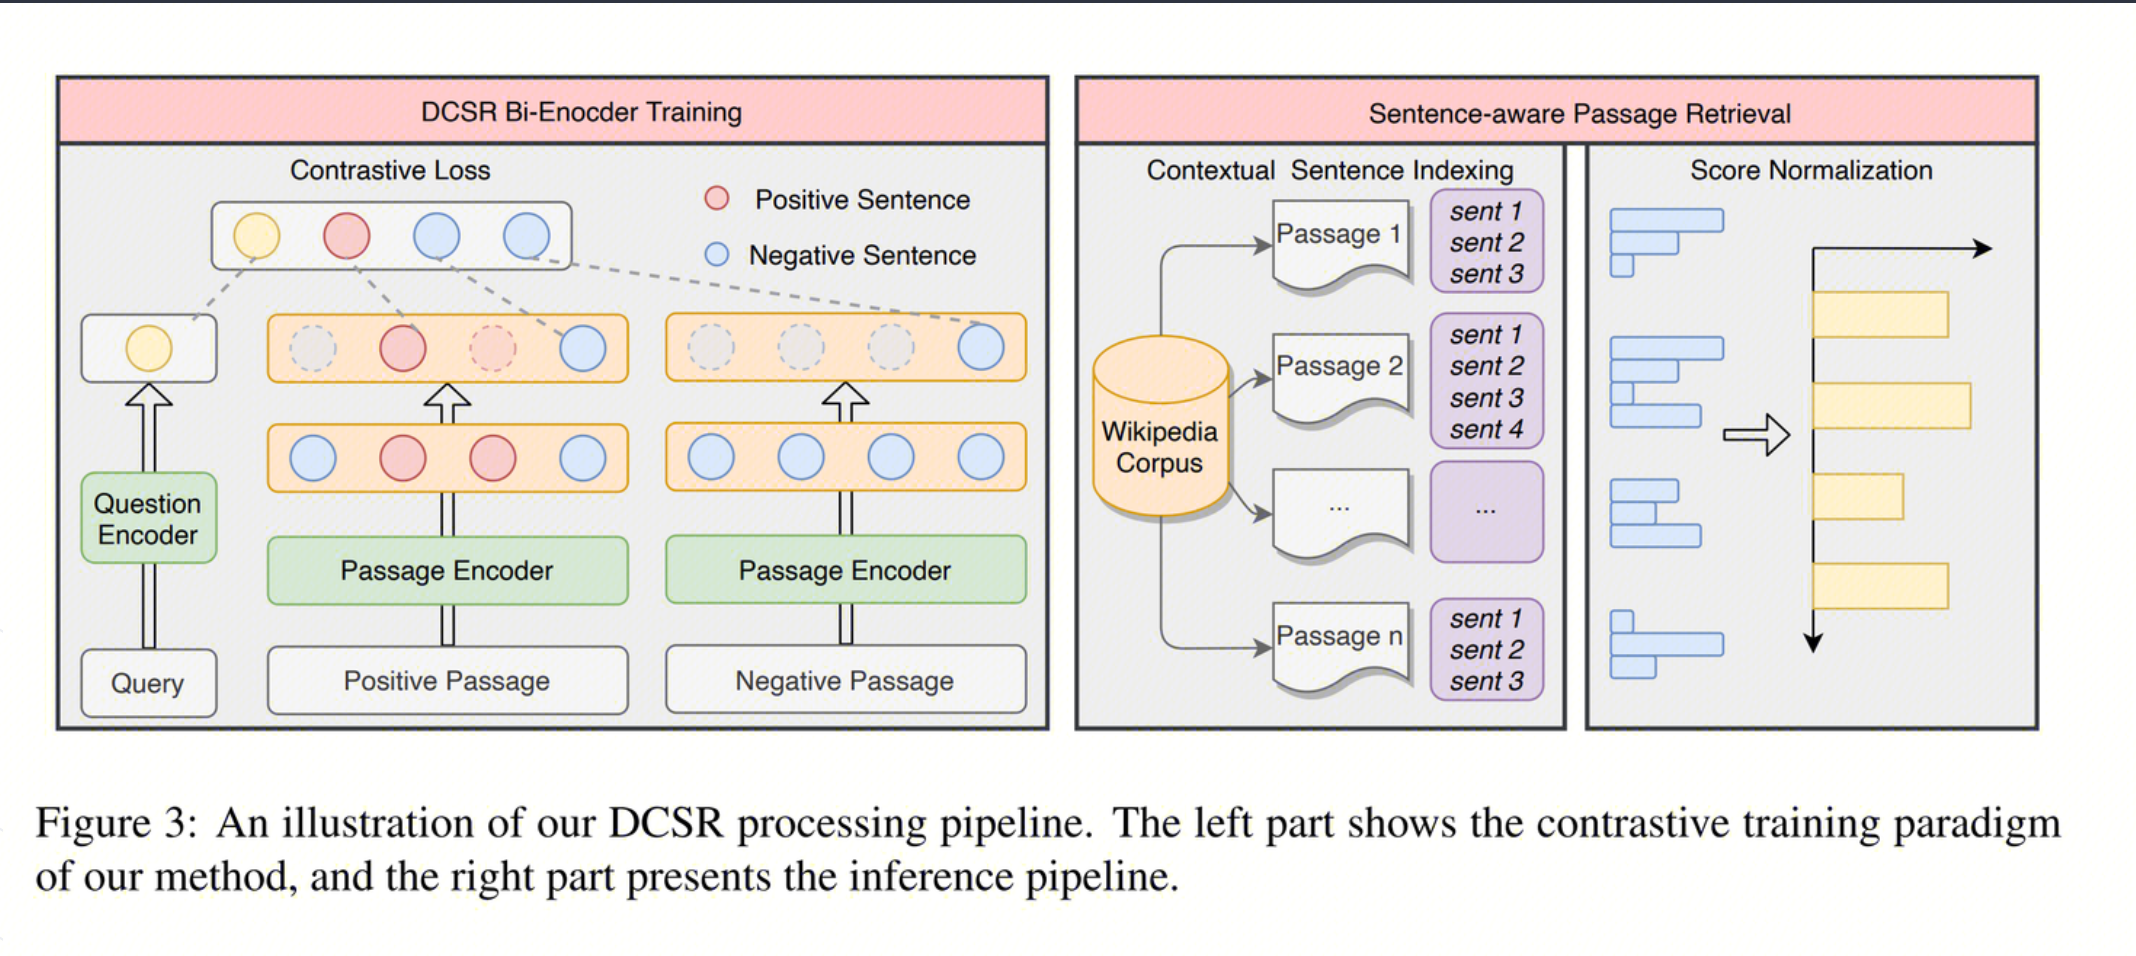 DCSR Bi-Enocder Training
Contrastive Loss
Positive Sentence
Negative Sentence
Question
Encoder
Passage Encoder
Passage Encoder
Query
Positive Passage
Negative Passage
Sentence-aware Passage Retrieval
Contextual Sentence Indexing
Passage 1
sent 1
sent 2
sent 3
Passage 2
sent 1
sent 2
sent 3
sent 4
Wikipedia
Corpus
...
...
Passage n
sent 1
sent 2
sent 3
Score Normalization
Figure 3: An illustration of our DCSR processing pipeline. The left part shows the contrastive training paradigm
of our method, and the right part presents the inference pipeline.